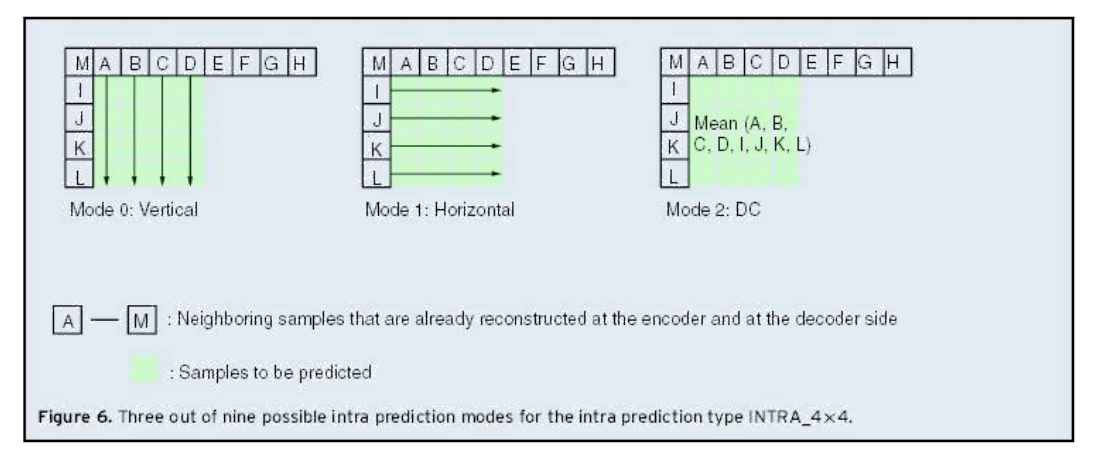 M A B C D E F G H
I
J
K
L
Mode 0: Vertical
M A B C D E F G H
I
J
K
L
Mode 1: Horizontal
M A B C D E F G H
I
J Mean (A, B,
K C, D, I, J, K, L)
L
Mode 2: DC
A — M : Neighboring samples that are already reconstructed at the encoder and at the decoder side
: Samples to be predicted
Figure 6. Three out of nine possible intra prediction modes for the intra prediction type INTRA_4×4.